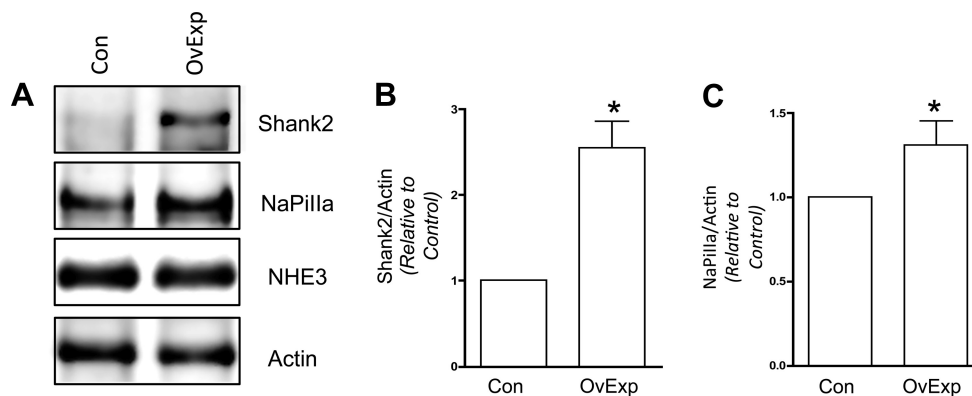 A
Con
OvExp
Shank2
NaPiIIa
NHE3
Actin
B
Shank2/Actin
(Relative to
Control)
3
2
1
0
*
Con
OvExp
C
NaPiIIa/Actin
(Relative to
Control)
1.5
1.0
0.5
0.0
*
Con
OvExp